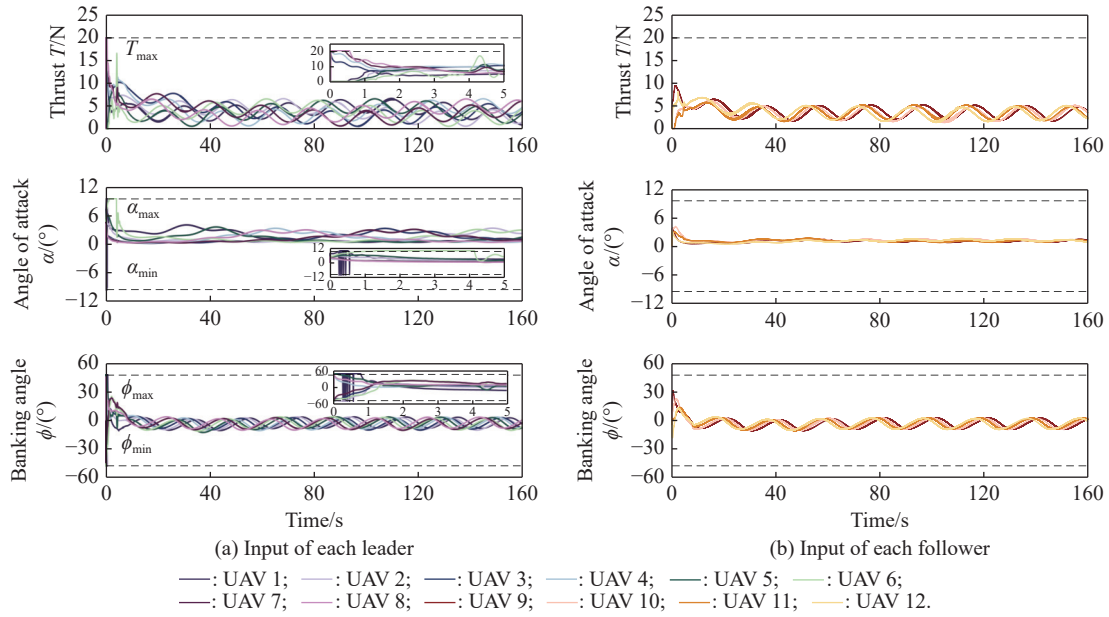 25
20
15
10
5
0
Thrust T/N
T_max
20
10
0
0 1 2 3 4 5
0 40 80 120 160
25
20
15
10
5
0
Thrust T/N
0 40 80 120 160
12
6
0
−6
−12
Angle of attack
α/(°)
α_max
α_min
12
0
−12
0 1 2 3 4 5
0 40 80 120 160
12
6
0
−6
−12
Angle of attack
α/(°)
0 40 80 120 160
60
30
0
−30
−60
Banking angle
ϕ/(°)
ϕ_max
ϕ_min
60
0
−60
0 1 2 3 4 5
0 40 80 120 160
Time/s
(a) Input of each leader
60
30
0
−30
−60
Banking angle
ϕ/(°)
0 40 80 120 160
Time/s
(b) Input of each follower
: UAV 1; : UAV 2; : UAV 3; : UAV 4; : UAV 5; : UAV 6;
: UAV 7; : UAV 8; : UAV 9; : UAV 10; : UAV 11; : UAV 12.